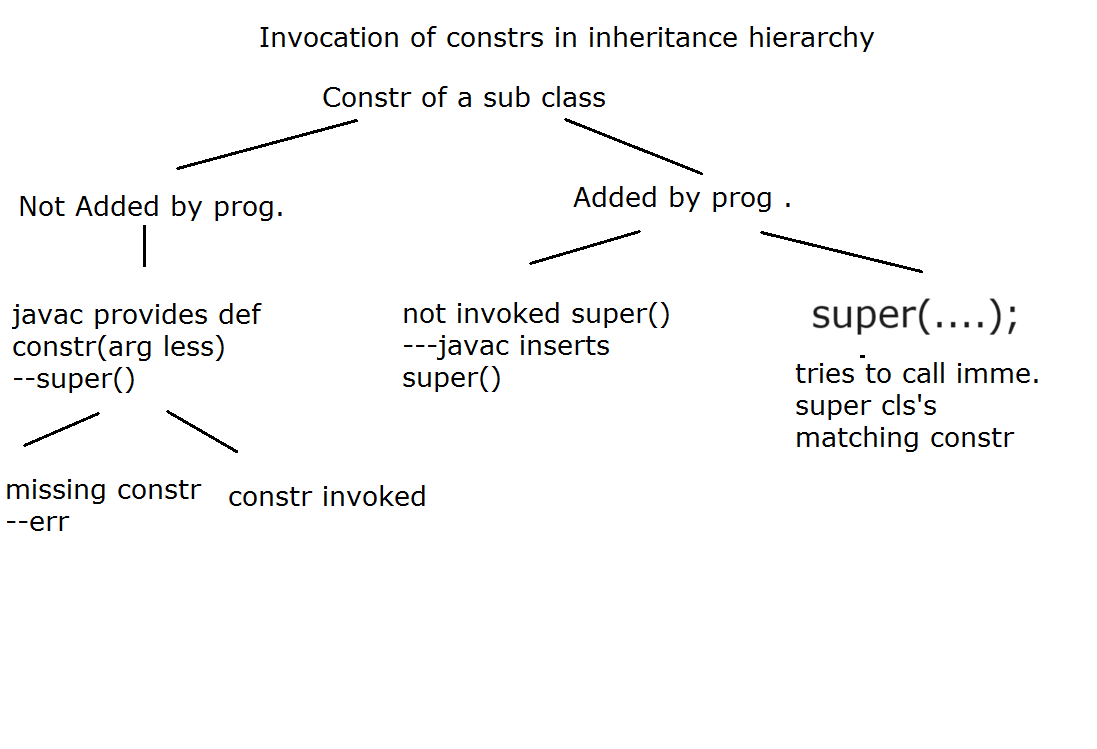 Invocation of constrs in inheritance hierarchy
Constr of a sub class
Not Added by prog.
Added by prog .
javac provides def
constr(arg less)
--super()
not invoked super()
---javac inserts
super()
super(....);
tries to call imme.
super cls's
matching constr
missing constr
--err
constr invoked